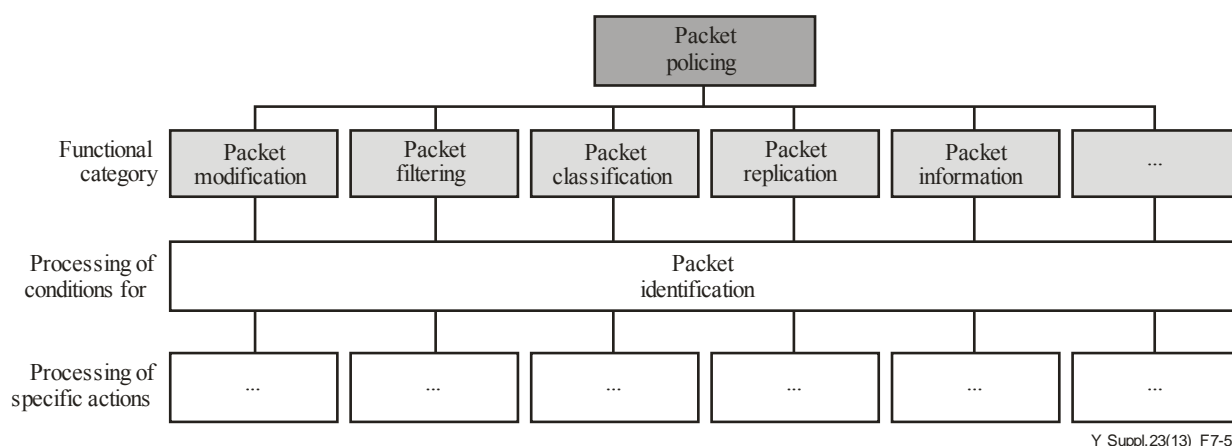 Packet
policing
Functional
category
Packet
modification
Packet
filtering
Packet
classification
Packet
replication
Packet
information
...
Processing of
conditions for
Packet
identification
Processing of
specific actions
...
...
...
...
...
...
Y Suppl.23(13)_F7-5